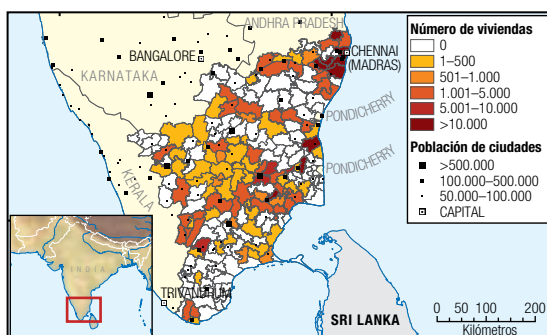 ANDHRA PRADESH
BANGALORE
CHENNAI
(MADRAS)
KARNATAKA
PONDICHERRY
PONDICHERRY
KERALA
TRIVANDRUM
SRI LANKA
INDIA
Número de viviendas
0
1–500
501–1.000
1.001–5.000
5.001–10.000
>10.000
Población de ciudades
>500.000
100.000–500.000
50.000–100.000
CAPITAL
0 100 200
Kilómetros